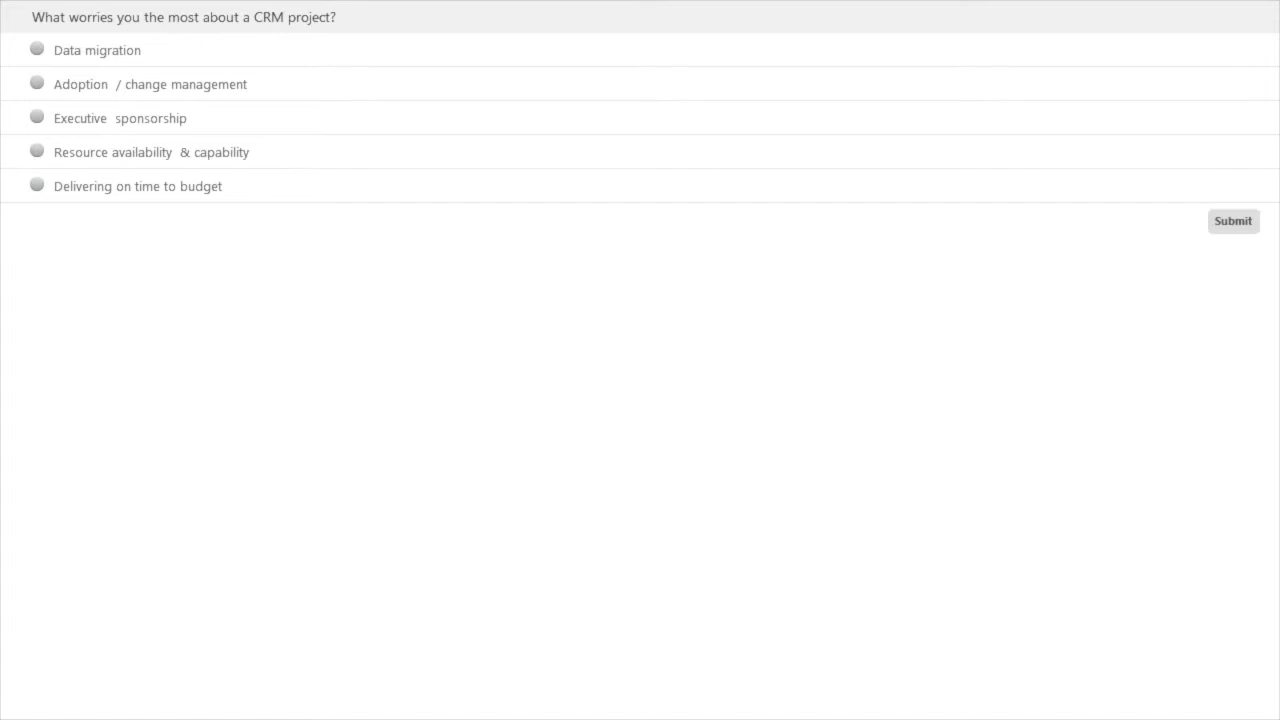 What worries you the most about a CRM project?
Data migration
Adoption / change management
Executive sponsorship
Resource availability & capability
Delivering on time to budget
Submit